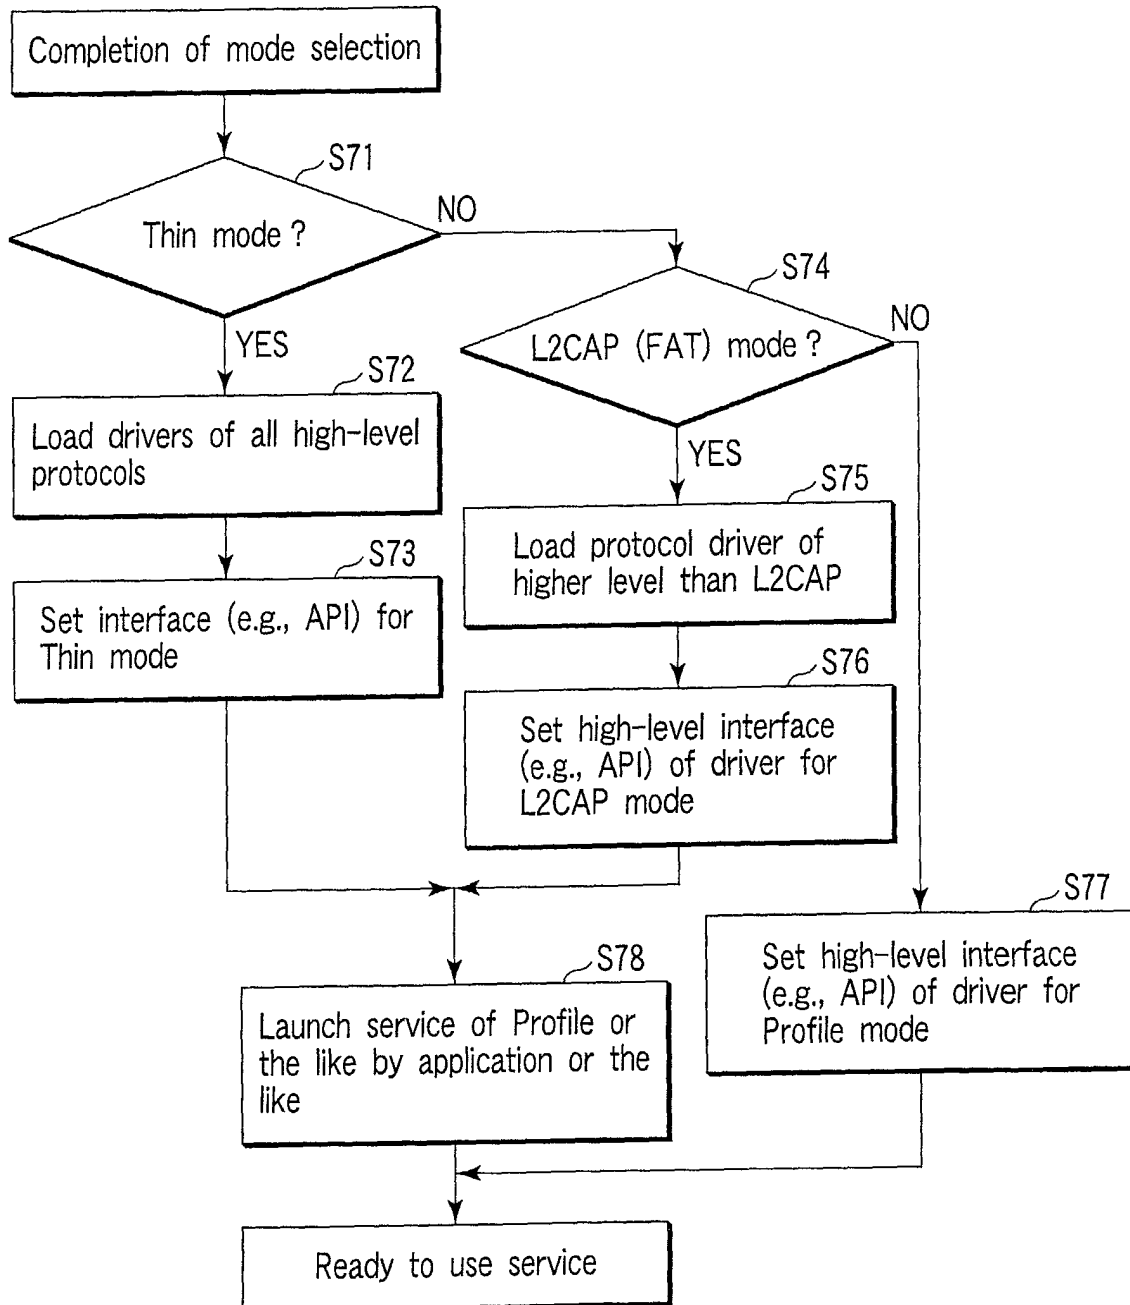 Completion of mode selection
S71
Thin mode ?
NO
YES
S72
Load drivers of all high-level
protocols
S73
Set interface (e.g., API) for
Thin mode
S74
L2CAP (FAT) mode ?
NO
YES
S75
Load protocol driver of
higher level than L2CAP
S76
Set high-level interface
(e.g., API) of driver for
L2CAP mode
S77
Set high-level interface
(e.g., API) of driver for
Profile mode
S78
Launch service of Profile or
the like by application or the
like
Ready to use service